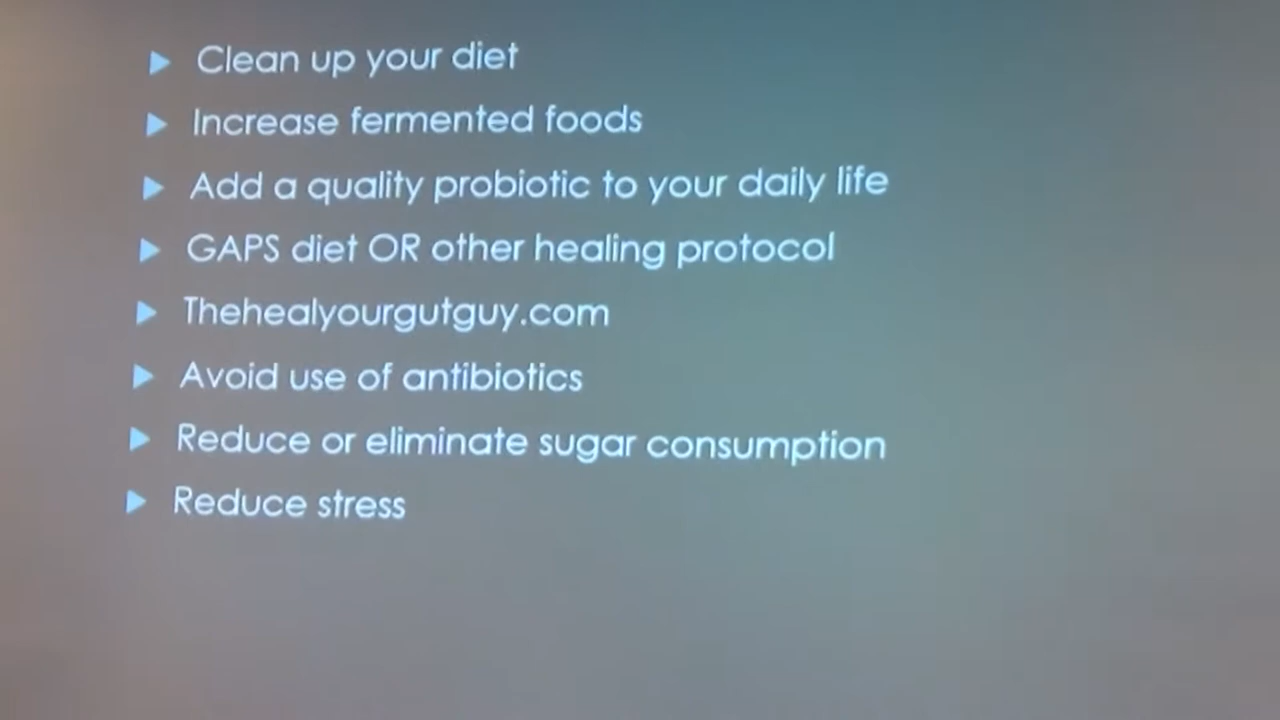 Clean up your diet
Increase fermented foods
Add a quality probiotic to your daily life
GAPS diet OR other healing protocol
Thehealyourgutguy.com
Avoid use of antibiotics
Reduce or eliminate sugar consumption
Reduce stress